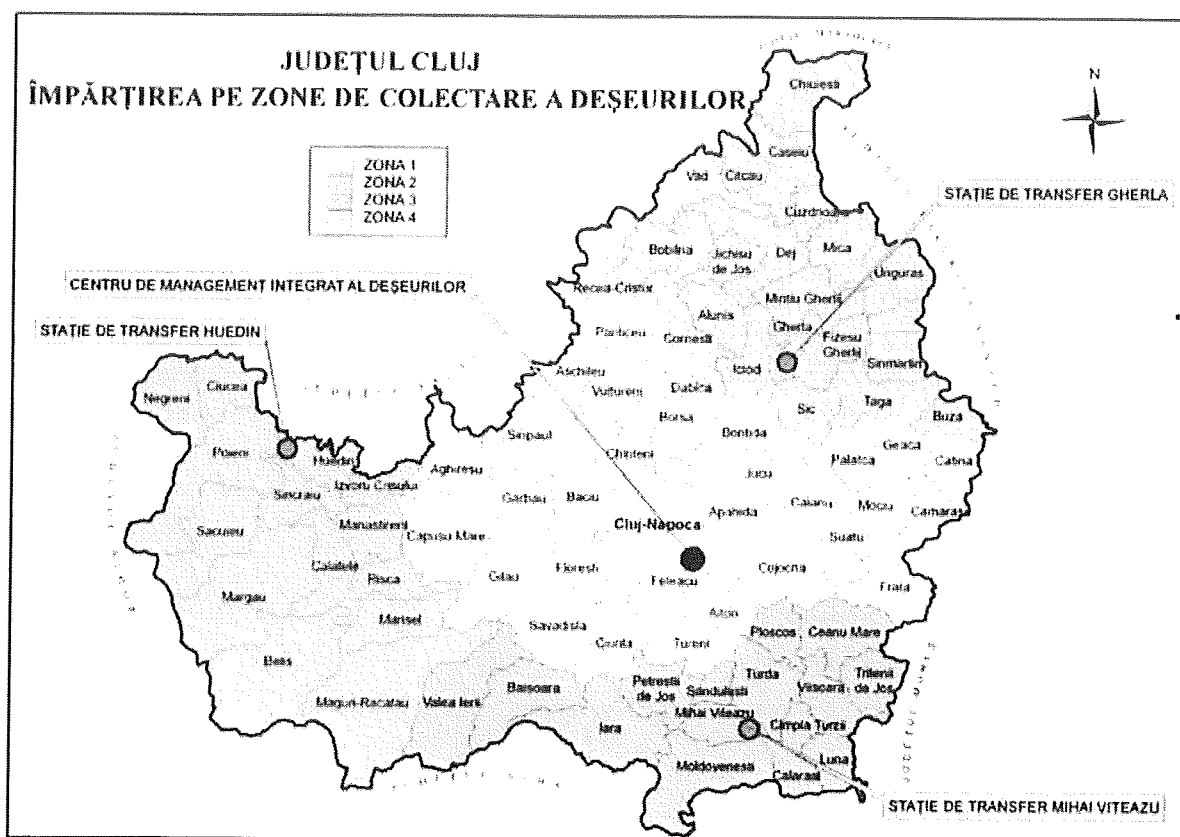 JUDEȚUL CLUJ
ÎMPĂRȚIREA PE ZONE DE COLECTARE A DEȘEURILOR
N
ZONA 1
ZONA 2
ZONA 3
ZONA 4
STAȚIE DE TRANSFER GHERLA
CENTRU DE MANAGEMENT INTEGRAT AL DEȘEURILOR
STAȚIE DE TRANSFER HUEDIN
Chiuiesti
Caseiu
Vad
Citcau
Cuzdrioara
Bobilna
Jichisu
de Jos
Dej
Mica
Unguras
Recea-Cristur
Mintiu Gherlii
Alunis
Gherla
Panticeu
Cornesti
Fizesu
Gherlii
Aschileu
Iclod
Sinmartin
Vultureni
Dabica
Ciucea
Negreni
Sic
Taga
Buza
Borsa
Bontida
Sinpaul
Geaca
Poieni
Huedin
Chinteni
Palatca
Catina
Aghiresu
Jucu
Izvoru Crisului
Sincraiu
Garbau
Baciu
Caianu
Mociu
Camarasu
Apahida
Cluj-Napoca
Sacuieu
Manastireni
Capusu Mare
Suatu
Calatele
Risca
Gilau
Floresti
Feleacu
Cojocna
Frata
Margau
Marisel
Aiton
Savadisla
Ciurila
Tureni
Ploscos
Ceanu Mare
Belis
Petrestii
de Jos
Turda
Tritenii
de Jos
Baisoara
Sandulesti
Viisoara
Maguri-Racatau
Valea Ierii
Mihai Viteazu
Iara
Cimpia Turzii
Moldovenesti
Luna
Calarasi
STAȚIE DE TRANSFER MIHAI VITEAZU